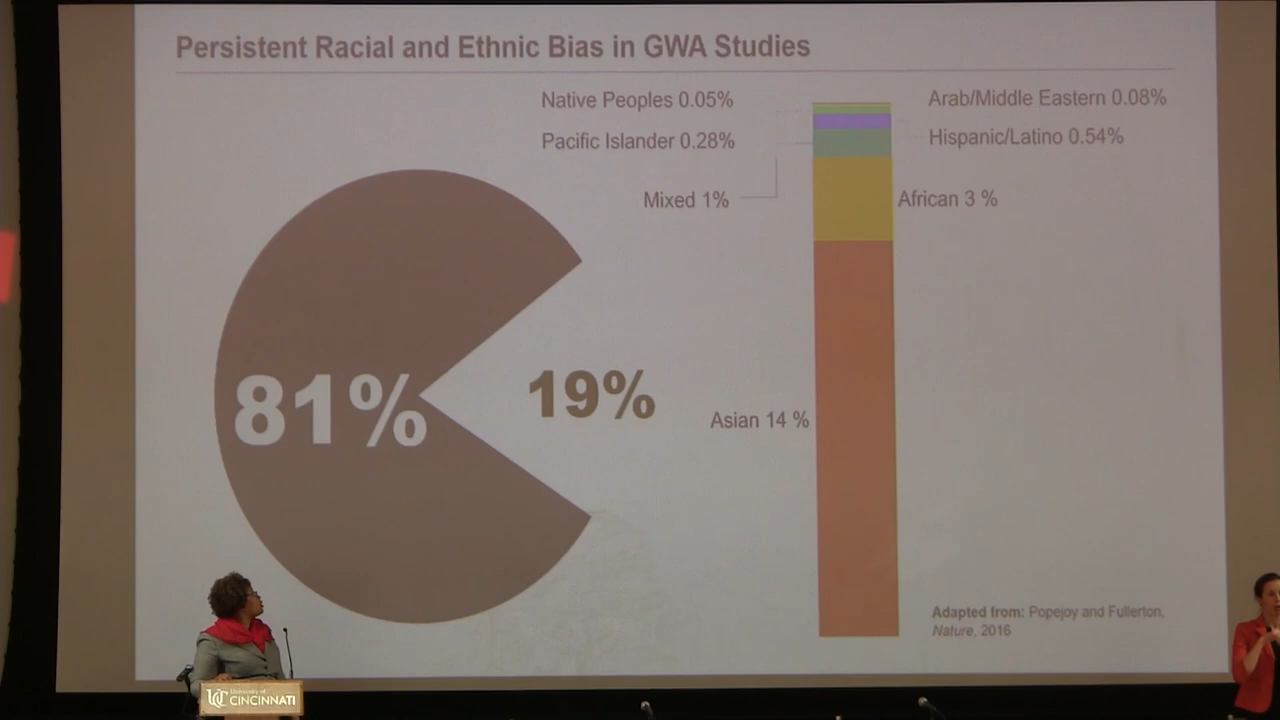 Persistent Racial and Ethnic Bias in GWA Studies
Native Peoples 0.05%
Arab/Middle Eastern 0.08%
Pacific Islander 0.28%
Hispanic/Latino 0.54%
Mixed 1%
African 3 %
81%
19%
Asian 14 %
Adapted from: Popejoy and Fullerton,
Nature, 2016
UC University of
CINCINNATI